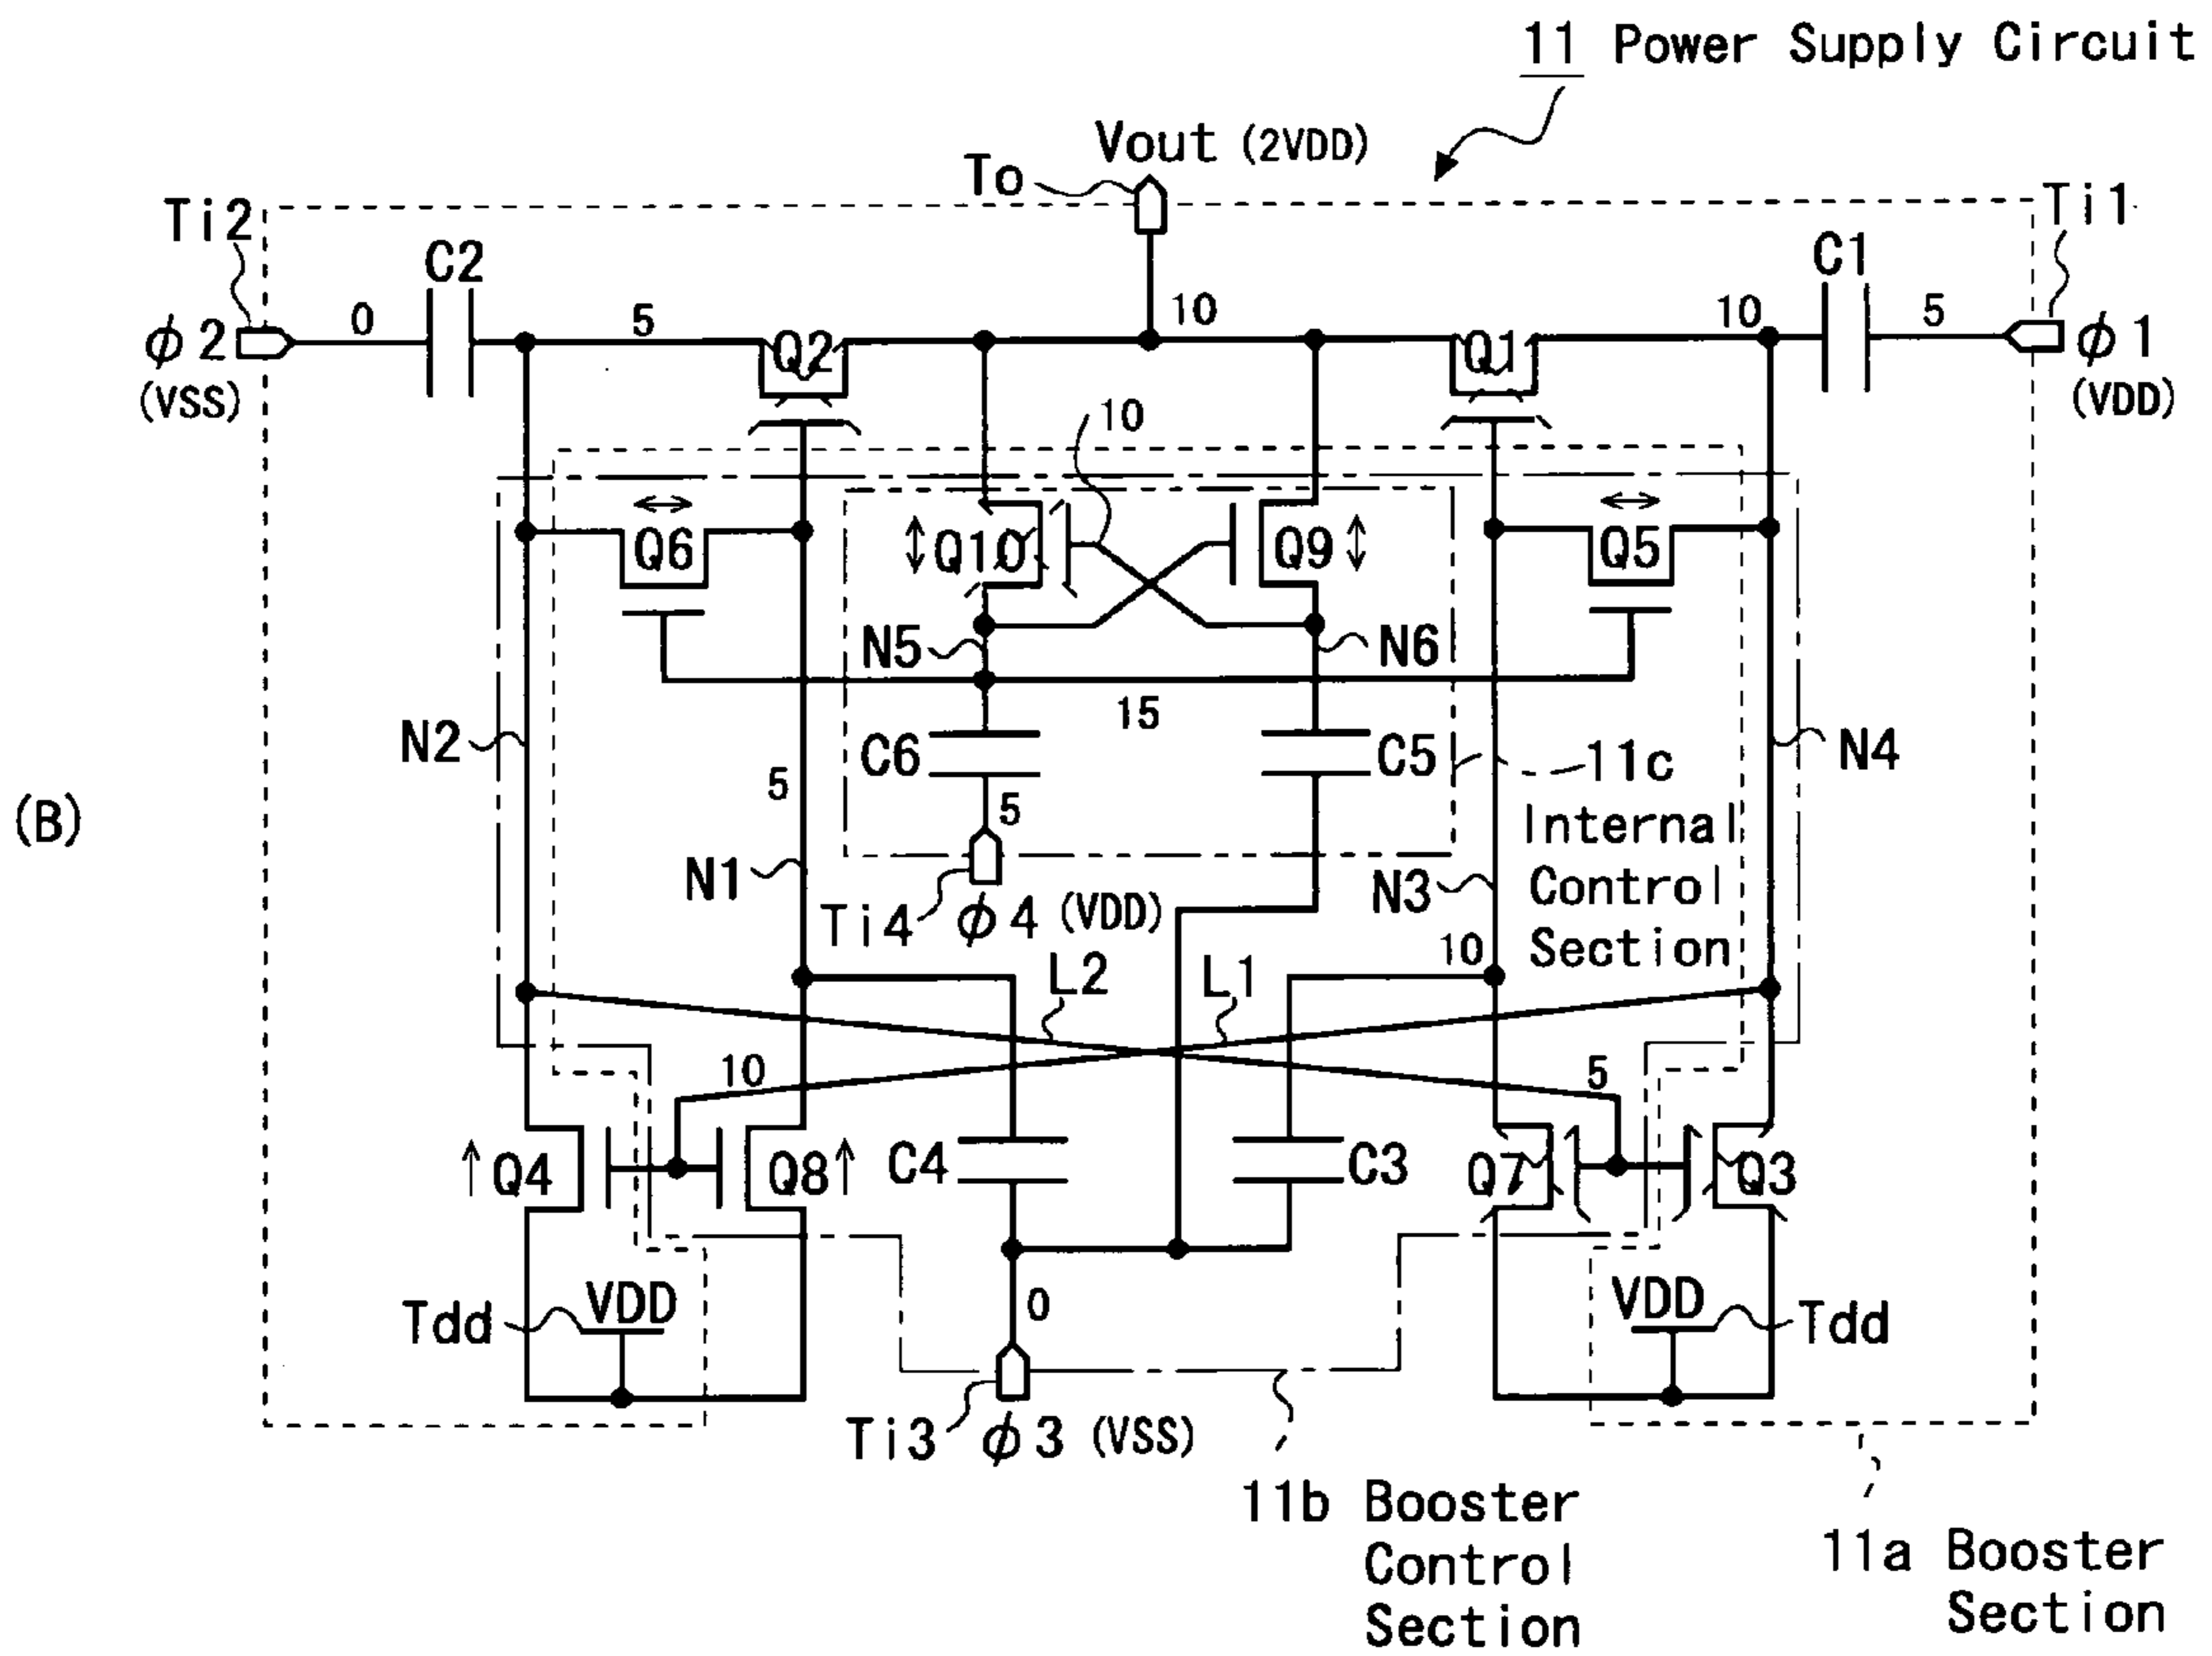 11 Power Supply Circuit
Vout (2VDD)
To
Ti2
Ti1
C2
C1
0
5
10
10
5
φ2
(VSS)
Q2
Q1
φ1
(VDD)
10
Q6
Q10
Q9
Q5
N5
N6
15
N2
C6
C5
11c
N4
(B)
5
5
Internal
Control
Section
N1
N3
Ti4
φ4 (VDD)
10
L2
L1
10
5
Q4
Q8
C4
C3
Q7
Q3
VDD
Tdd
0
VDD
Tdd
Ti3
φ3 (VSS)
11b Booster
Control
Section
11a Booster
Section